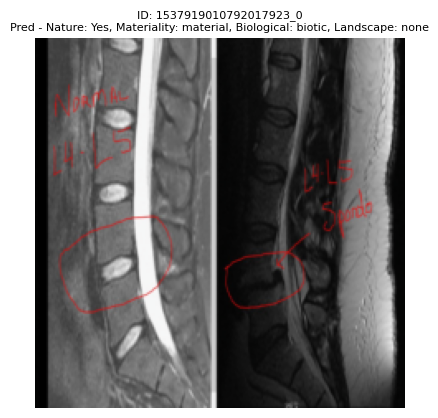 ID: 1537919010792017923_0
Pred - Nature: Yes, Materiality: material, Biological: biotic, Landscape: none
NORMAL
L4-L5
L4-L5
Spondo